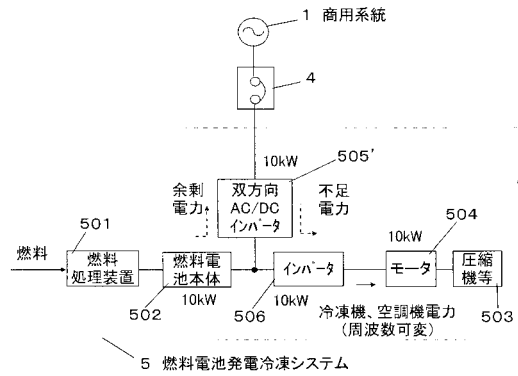 1 商用系統
4
10kW
505'
余剰
電力
双方向
AC/DC
インバータ
不足
電力
501
504
10kW
燃料
燃料
処理装置
燃料電
池本体
インバータ
モータ
圧縮
機等
502
10kW
506
10kW
503
冷凍機、空調機電力
(周波数可変)
5 燃料電池発電冷凍システム